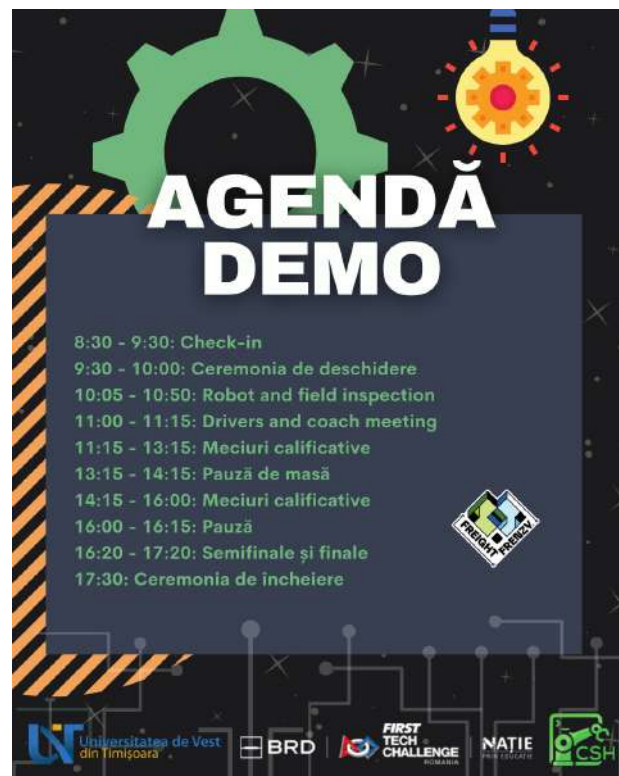 AGENDĂ
DEMO
8:30 - 9:30: Check-in
9:30 - 10:00: Ceremonia de deschidere
10:05 - 10:50: Robot and field inspection
11:00 - 11:15: Drivers and coach meeting
11:15 - 13:15: Meciuri calificative
13:15 - 14:15: Pauză de masă
14:15 - 16:00: Meciuri calificative
16:00 - 16:15: Pauză
16:20 - 17:20: Semifinale și finale
17:30: Ceremonia de încheiere
FREIGHT FRENZY
Universitatea de Vest
din Timișoara
BRD
FIRST
TECH
CHALLENGE
ROMANIA
NAȚIE
PRIN EDUCAȚIE
CSH